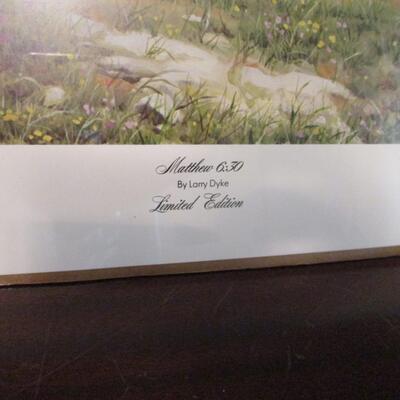 Matthew 6:30
By Larry Dyke
Limited Edition